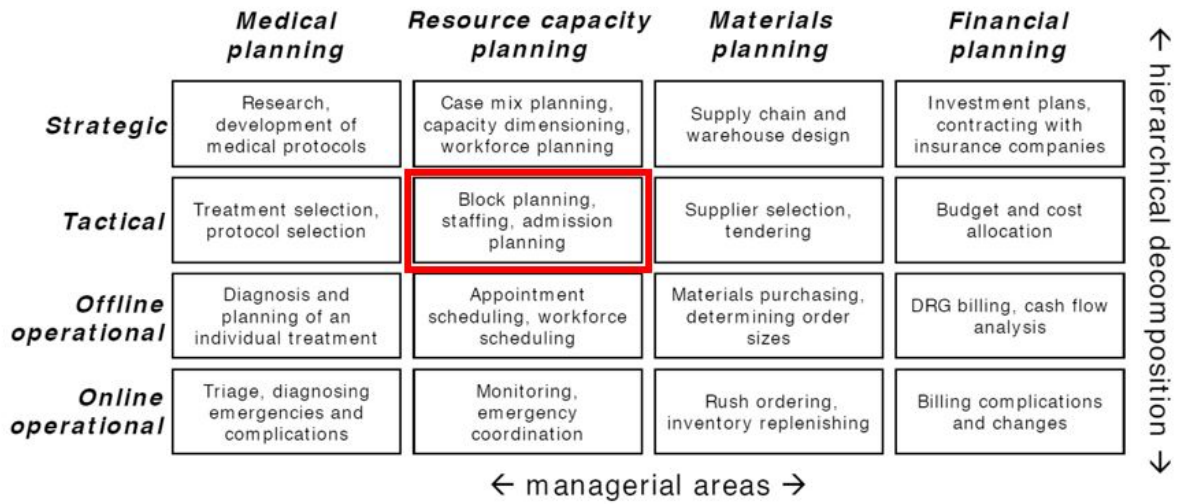 Medical planning
Resource capacity planning
Materials planning
Financial planning
Strategic
Research,
development of
medical protocols
Case mix planning,
capacity dimensioning,
workforce planning
Supply chain and
warehouse design
Investment plans,
contracting with
insurance companies
Tactical
Treatment selection,
protocol selection
Block planning,
staffing, admission
planning
Supplier selection,
tendering
Budget and cost
allocation
Offline
operational
Diagnosis and
planning of an
individual treatment
Appointment
scheduling, workforce
scheduling
Materials purchasing,
determining order
sizes
DRG billing, cash flow
analysis
Online
operational
Triage, diagnosing
emergencies and
complications
Monitoring,
emergency
coordination
Rush ordering,
inventory replenishing
Billing complications
and changes
← managerial areas →
← hierarchical decomposition →